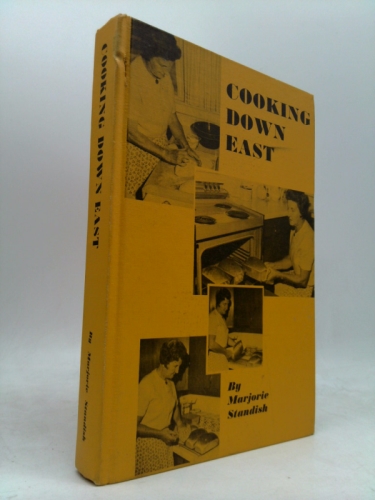 COOKING DOWN EAST
By Marjorie Standish
COOKING
DOWN
EAST
By
Marjorie
Standish